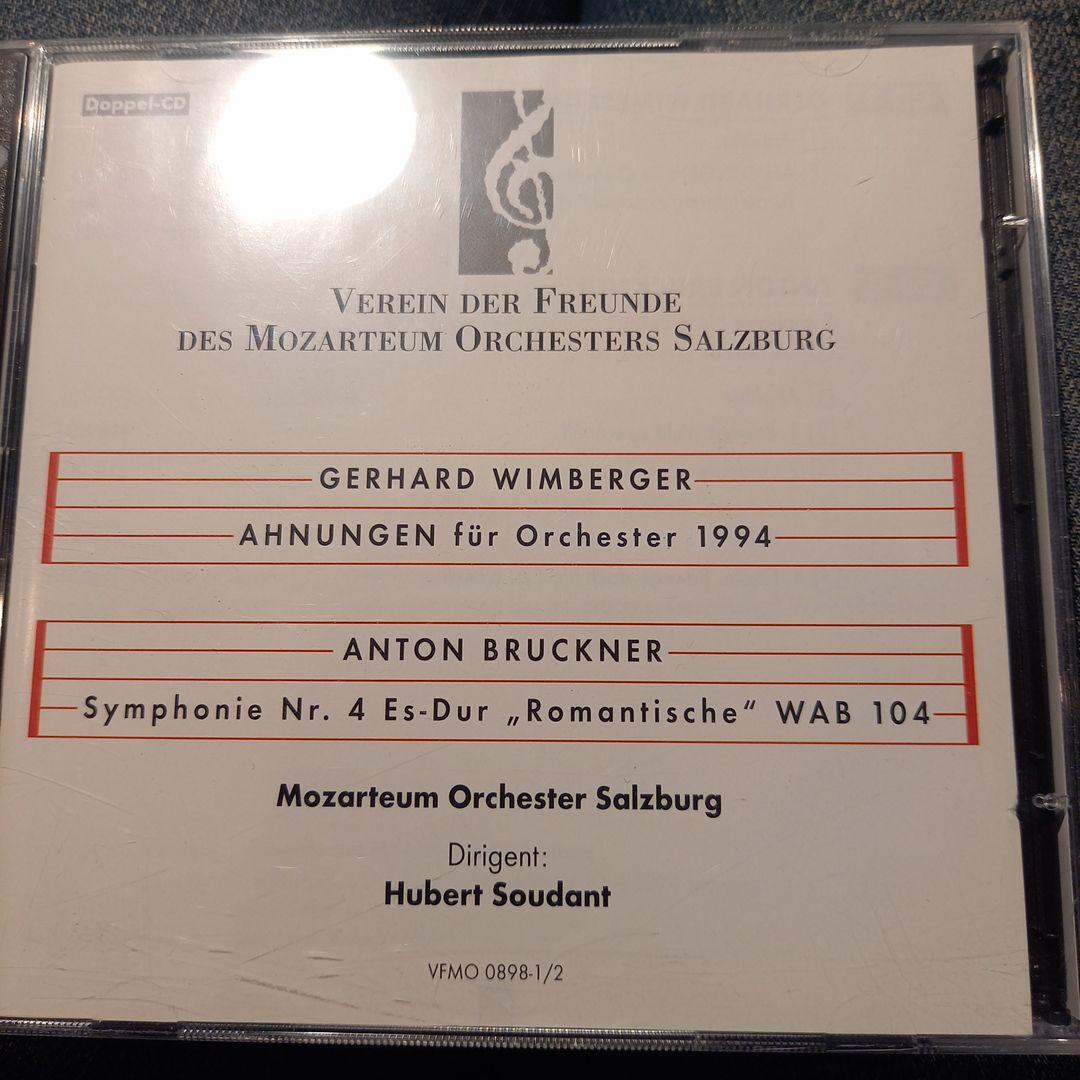 Doppel-CD
VEREIN DER FREUNDE
DES MOZARTEUM ORCHESTERS SALZBURG
GERHARD WIMBERGER
AHNUNGEN für Orchester 1994
ANTON BRUCKNER
Symphonie Nr. 4 Es-Dur „Romantische“ WAB 104
Mozarteum Orchester Salzburg
Dirigent:
Hubert Soudant
VFMO 0898-1/2